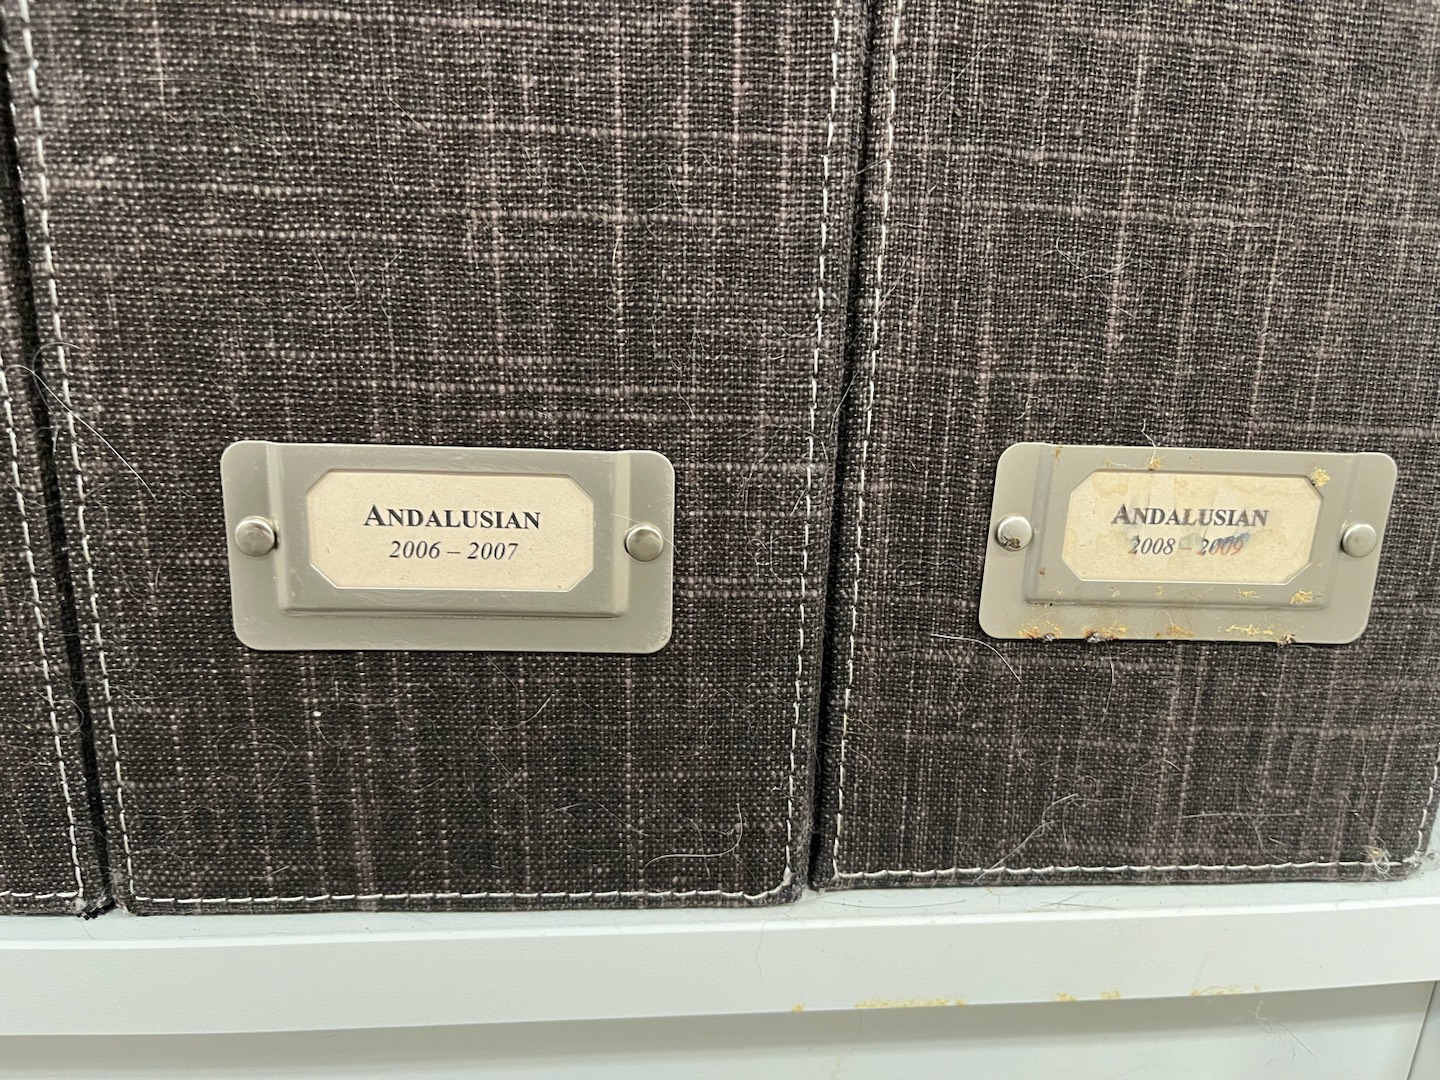 ANDALUSIAN
2006 – 2007
ANDALUSIAN
2008 – 2009